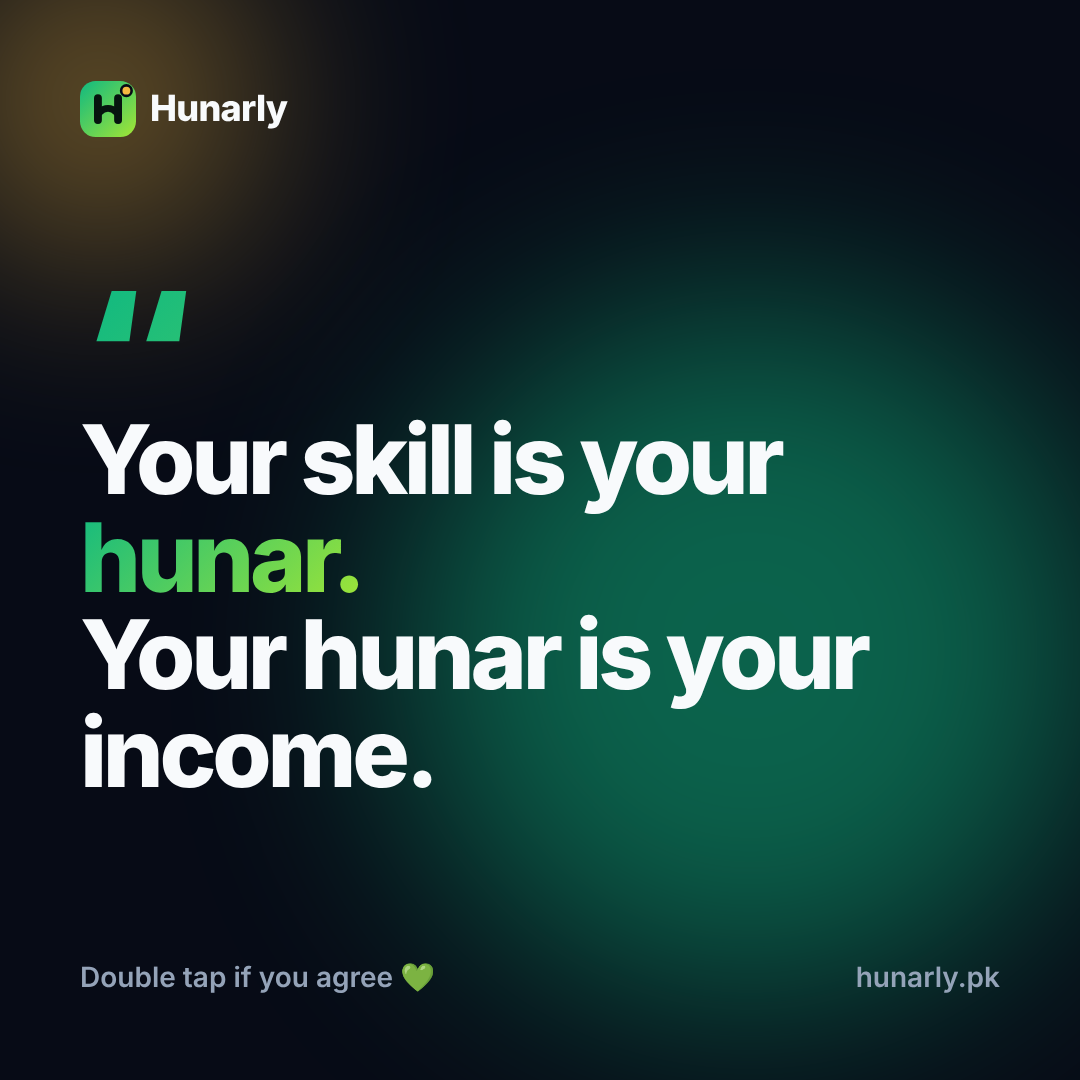 Hunarly
“
Your skill is your
hunar.
Your hunar is your
income.
Double tap if you agree 💚
hunarly.pk